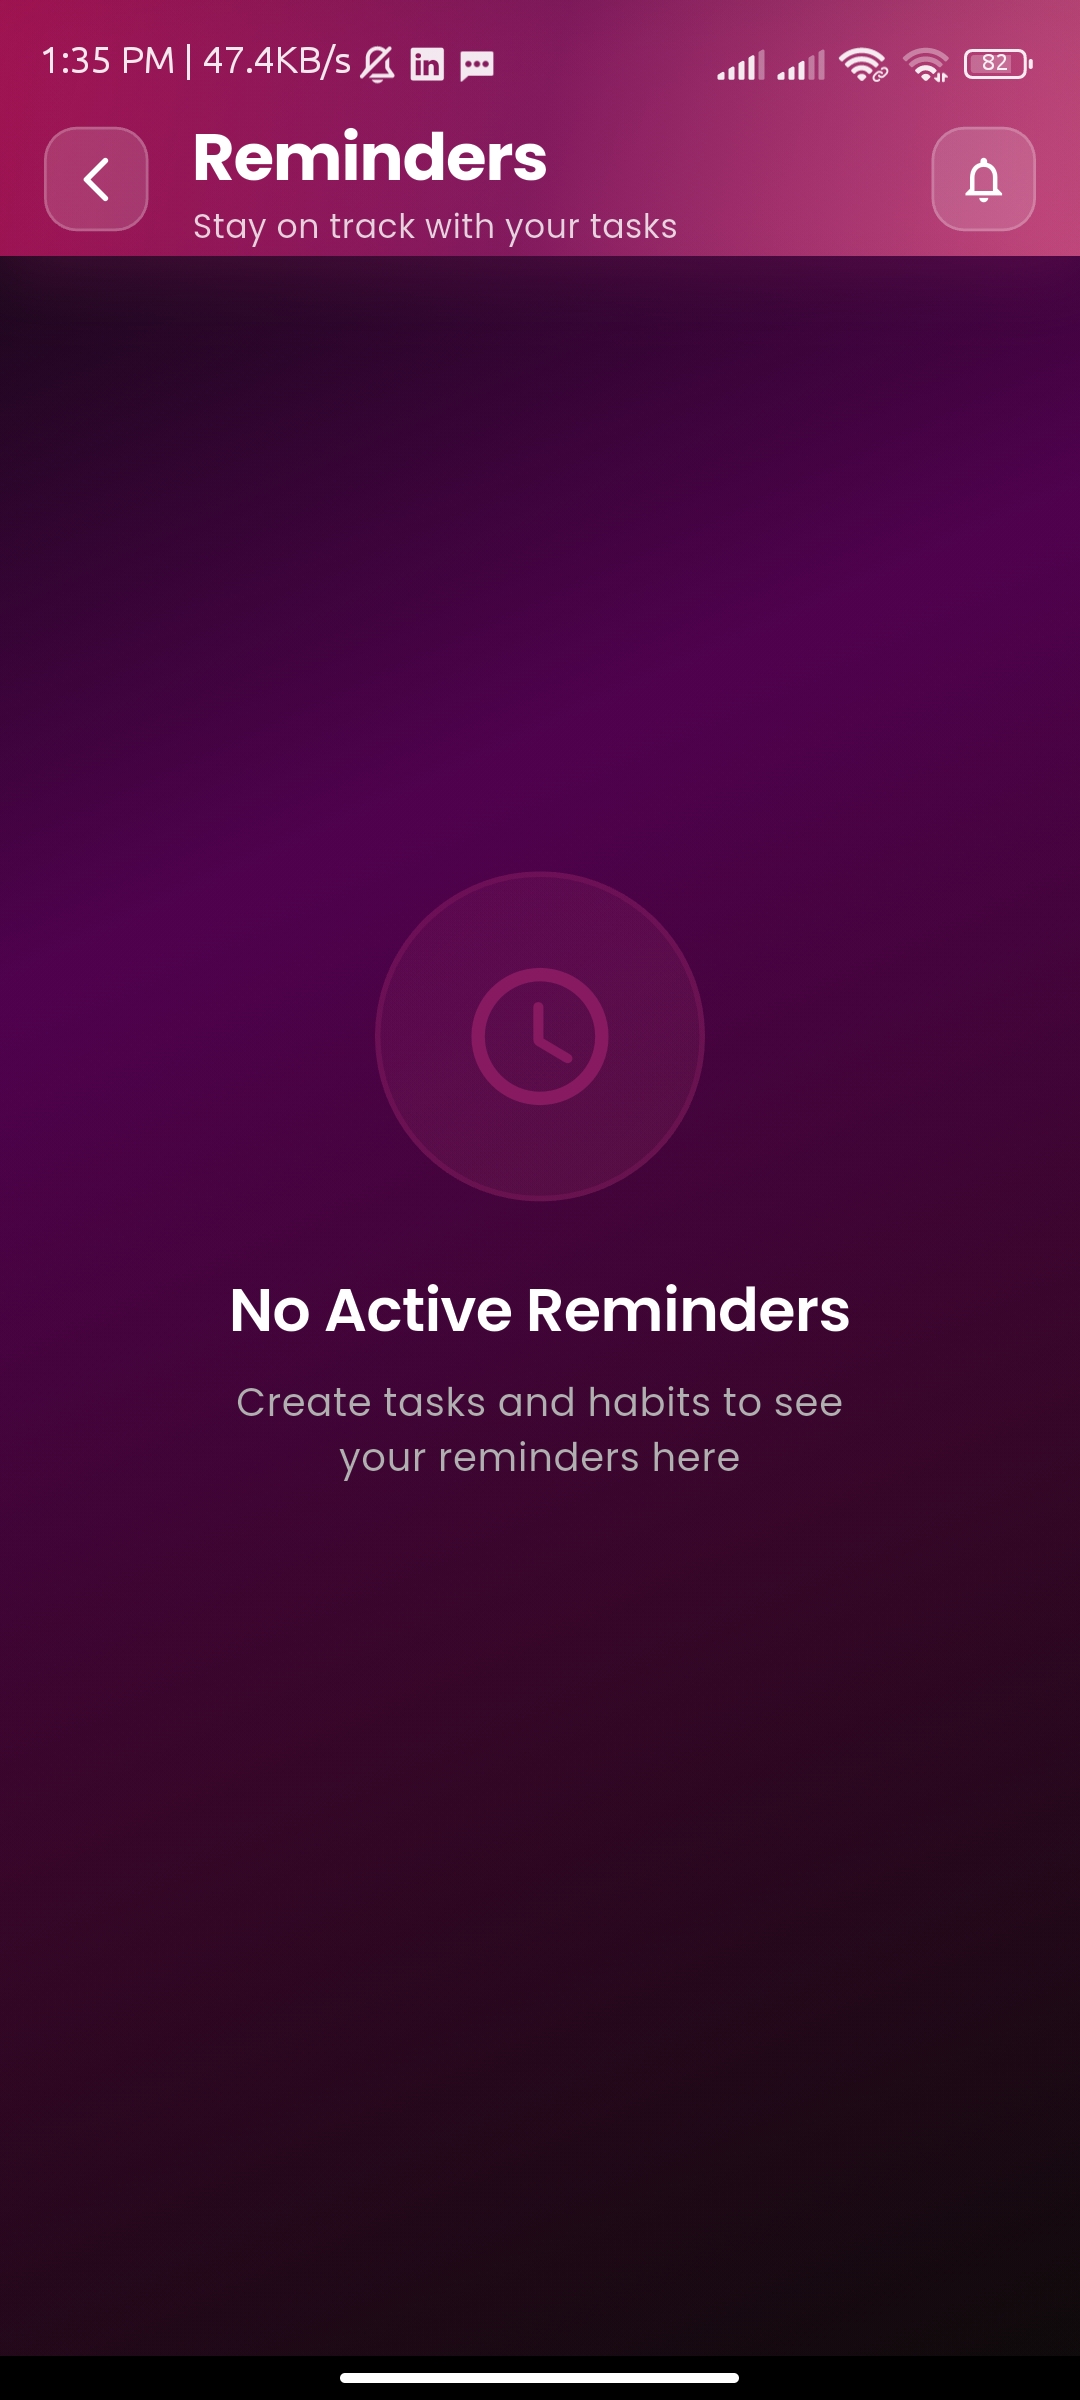 1:35 PM | 47.4KB/s in 82
Reminders
Stay on track with your tasks
No Active Reminders
Create tasks and habits to see
your reminders here